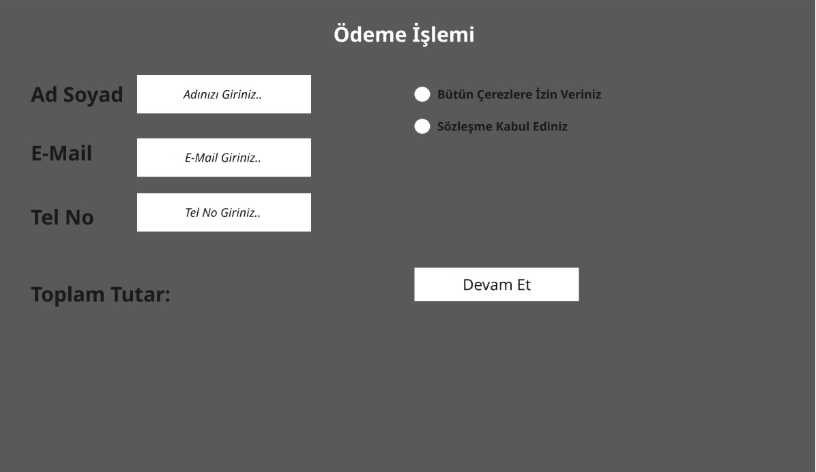 Ödeme İşlemi
Ad Soyad
Adınızı Giriniz..
E-Mail
E-Mail Giriniz..
Tel No
Tel No Giriniz..
Toplam Tutar:
Bütün Çerezlere İzin Veriniz
Sözleşme Kabul Ediniz
Devam Et